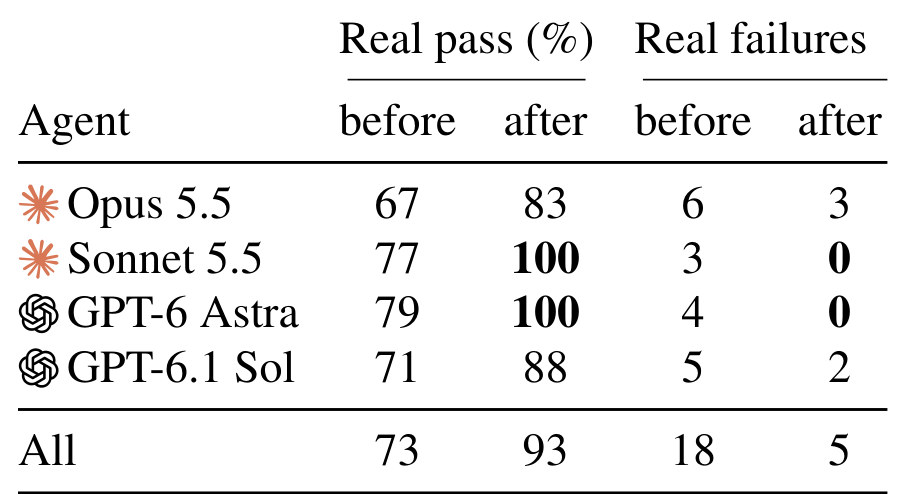 Real pass (%) Real failures
Agent before after before after
Opus 5.5 67 83 6 3
Sonnet 5.5 77 100 3 0
GPT-6 Astra 79 100 4 0
GPT-6.1 Sol 71 88 5 2
All 73 93 18 5